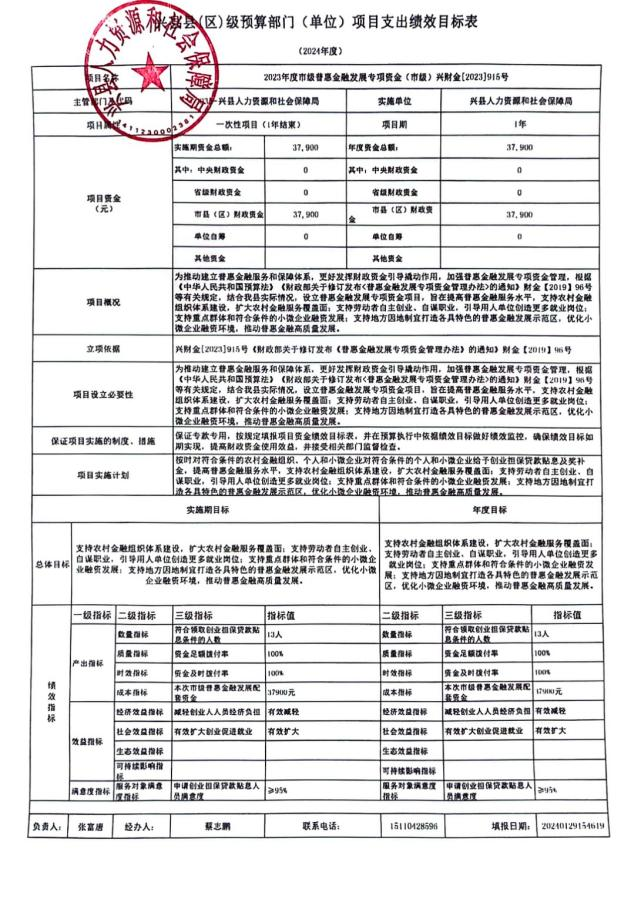 兴县(区)级预算部门(单位)项目支出绩效目标表
(2024年度)
项目名称 2023年度市级普惠金融发展专项资金(市级)兴财金[2023]915号
主管部门及代码 兴县人力资源和社会保障局 实施单位 兴县人力资源和社会保障局
项目属性 一次性项目(1年结束) 项目期 1年
项目资金
(元)
实施期资金总额: 37,900 年度资金总额: 37,900
其中:中央财政资金 0 其中:中央财政资金 0
省级财政资金 0 省级财政资金 0
市县(区)财政资金 37,900 市县(区)财政资金 37,900
单位自筹 0 单位自筹 0
其他资金 其他资金
项目概况
为推动建立普惠金融服务和保障体系,更好发挥财政资金引导撬动作用,加强普惠金融发展专项资金管理,根据
《中华人民共和国预算法》《财政部关于修订发布<普惠金融发展专项资金管理办法>的通知》财金【2019】96号
等有关规定,结合我县实际情况,设立普惠金融发展专项资金项目,旨在提高普惠金融服务水平,支持农村金融
组织体系建设,扩大农村金融服务覆盖面;支持劳动者自主创业、自谋职业,引导用人单位创造更多就业岗位;
支持重点群体和符合条件的小微企业融资发展;支持地方因地制宜打造各具特色的普惠金融发展示范区,优化小
微企业融资环境,推动普惠金融高质量发展。
立项依据 兴财金[2023]915号《财政部关于修订发布《普惠金融发展专项资金管理办法》的通知》财金【2019】96号
项目设立必要性
为推动建立普惠金融服务和保障体系,更好发挥财政资金引导撬动作用,加强普惠金融发展专项资金管理,根据
《中华人民共和国预算法》《财政部关于修订发布<普惠金融发展专项资金管理办法>的通知》财金【2019】96号
等有关规定,结合我县实际情况,设立普惠金融发展专项资金项目,旨在提高普惠金融服务水平,支持农村金融
组织体系建设,扩大农村金融服务覆盖面;支持劳动者自主创业、自谋职业,引导用人单位创造更多就业岗位;
支持重点群体和符合条件的小微企业融资发展;支持地方因地制宜打造各具特色的普惠金融发展示范区,优化小
微企业融资环境,推动普惠金融高质量发展。
保证项目实施的制度、措施
保证专款专用,按规定填报项目资金绩效目标表,并在预算执行中依据绩效目标做好绩效监控,确保绩效目标如
期实现,提高财政资金使用效益,并接受相关部门监督检查。
项目实施计划
按时对符合条件的农村金融组织、个人和小微企业对符合条件的个人和小微企业给予创业担保贷款贴息及奖补
金,提高普惠金融服务水平,支持农村金融组织体系建设,扩大农村金融服务覆盖面;支持劳动者自主创业、自
谋职业,引导用人单位创造更多就业岗位;支持重点群体和符合条件的小微企业融资发展;支持地方因地制宜打
造各具特色的普惠金融发展示范区,优化小微企业融资环境,推动普惠金融高质量发展。
实施期目标 年度目标
总体目标
支持农村金融组织体系建设,扩大农村金融服务覆盖面;支持劳动者自主创业、
自谋职业,引导用人单位创造更多就业岗位;支持重点群体和符合条件的小微企
业融资发展;支持地方因地制宜打造各具特色的普惠金融发展示范区,优化小微
企业融资环境,推动普惠金融高质量发展。
支持农村金融组织体系建设,扩大农村金融服务覆
盖面;支持劳动者自主创业、自谋职业,引导用人单位创造更多
就业岗位;支持重点群体和符合条件的小微企业融资发
展;支持地方因地制宜打造各具特色的普惠金融发展示范
区,优化小微企业融资环境,推动普惠金融高质量发展。
绩效指标
一级指标 二级指标 三级指标 指标值 二级指标 三级指标 指标值
产出指标
数量指标 符合领取创业担保贷款贴息条件的人数 13人 数量指标 符合领取创业担保贷款贴息条件的人数 13人
质量指标 资金足额拨付率 100% 质量指标 资金足额拨付率 100%
时效指标 资金及时拨付率 100% 时效指标 资金及时拨付率 100%
成本指标 本次市级普惠金融发展配套资金 37900元 成本指标 本次市级普惠金融发展配套资金 37900元
效益指标
经济效益指标 减轻创业人人员经济负担 有效减轻 经济效益指标 减轻创业人人员经济负担 有效减轻
社会效益指标 有效扩大创业促进就业 有效扩大 社会效益指标 有效扩大创业促进就业 有效扩大
生态效益指标 生态效益指标
可持续影响指标 可持续影响指标
满意度指标 服务对象满意度指标 申请创业担保贷款贴息人员满意度 ≥95% 服务对象满意度指标 申请创业担保贷款贴息人员满意度 ≥95%
负责人: 张富唐 经办人: 蔡志鹏 联系电话: 15110428596 填报日期: 20240129154619
兴县人力资源和社会保障局
1411230002381